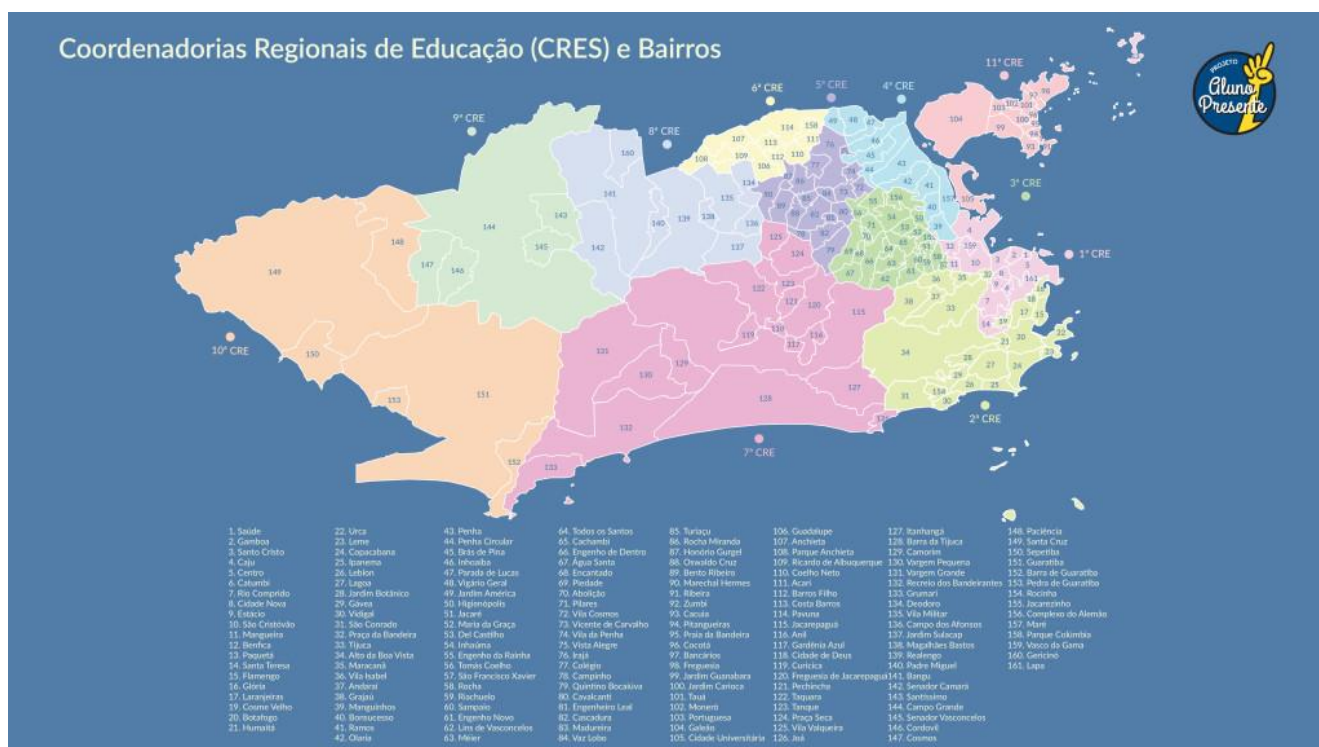 Coordenadorias Regionais de Educação (CRES) e Bairros
PROJETO
Aluno
Presente
11ª CRE
6ª CRE
5ª CRE
4ª CRE
9ª CRE
8ª CRE
3ª CRE
1ª CRE
10ª CRE
2ª CRE
7ª CRE
1. Saúde
2. Gamboa
3. Santo Cristo
4. Caju
5. Centro
6. Catumbi
7. Rio Comprido
8. Cidade Nova
9. Estácio
10. São Cristóvão
11. Mangueira
12. Benfica
13. Paquetá
14. Santa Teresa
15. Flamengo
16. Glória
17. Laranjeiras
19. Cosme Velho
20. Botafogo
21. Humaitá
22. Urca
23. Leme
24. Copacabana
25. Ipanema
26. Leblon
27. Lagoa
28. Jardim Botânico
29. Gávea
30. Vidigal
31. São Conrado
32. Praça da Bandeira
33. Tijuca
34. Alto da Boa Vista
35. Maracanã
36. Vila Isabel
37. Andaraí
38. Grajaú
39. Manguinhos
40. Bonsucesso
41. Ramos
42. Olaria
43. Penha
44. Penha Circular
45. Brás de Pina
46. Inhoaíba
47. Parada de Lucas
48. Vigário Geral
49. Jardim América
50. Higienópolis
51. Jacaré
52. Maria da Graça
53. Del Castilho
54. Inhaúma
55. Engenho da Rainha
56. Tomás Coelho
57. São Francisco Xavier
58. Rocha
59. Riachuelo
60. Sampaio
61. Engenho Novo
62. Lins de Vasconcelos
63. Méier
64. Todos os Santos
65. Cachambi
66. Engenho de Dentro
67. Água Santa
68. Encantado
69. Piedade
70. Abolição
71. Pilares
72. Vila Cosmos
73. Vicente de Carvalho
74. Vila da Penha
75. Vista Alegre
76. Irajá
77. Colégio
78. Campinho
79. Quintino Bocaiúva
80. Cavalcanti
81. Engenheiro Leal
82. Cascadura
83. Madureira
84. Vaz Lobo
85. Turiaçu
86. Rocha Miranda
87. Honório Gurgel
88. Oswaldo Cruz
89. Bento Ribeiro
90. Marechal Hermes
91. Ribeira
92. Zumbi
93. Cacuia
94. Pitangueiras
95. Praia da Bandeira
96. Cocotá
97. Bancários
98. Freguesia
99. Jardim Guanabara
100. Jardim Carioca
101. Tauá
102. Moneró
103. Portuguesa
104. Galeão
105. Cidade Universitária
106. Guadalupe
107. Anchieta
108. Parque Anchieta
109. Ricardo de Albuquerque
110. Coelho Neto
111. Acari
112. Barros Filho
113. Costa Barros
114. Pavuna
115. Jacarepaguá
116. Anil
117. Gardênia Azul
118. Cidade de Deus
119. Curicica
120. Freguesia de Jacarepaguá
121. Pechincha
122. Taquara
123. Tanque
124. Praça Seca
125. Vila Valqueire
126. Joá
127. Itanhangá
128. Barra da Tijuca
129. Camorim
130. Vargem Pequena
131. Vargem Grande
132. Recreio dos Bandeirantes
133. Grumari
134. Deodoro
135. Vila Militar
136. Campo dos Afonsos
137. Jardim Sulacap
138. Magalhães Bastos
139. Realengo
140. Padre Miguel
141. Bangu
142. Senador Camará
143. Santíssimo
144. Campo Grande
145. Senador Vasconcelos
146. Cordovil
147. Cosmos
148. Paciência
149. Santa Cruz
150. Sepetiba
151. Guaratiba
152. Barra de Guaratiba
153. Pedra de Guaratiba
154. Rocinha
155. Jacarezinho
156. Complexo do Alemão
157. Maré
158. Parque Columbia
159. Vasco da Gama
160. Gericinó
161. Lapa